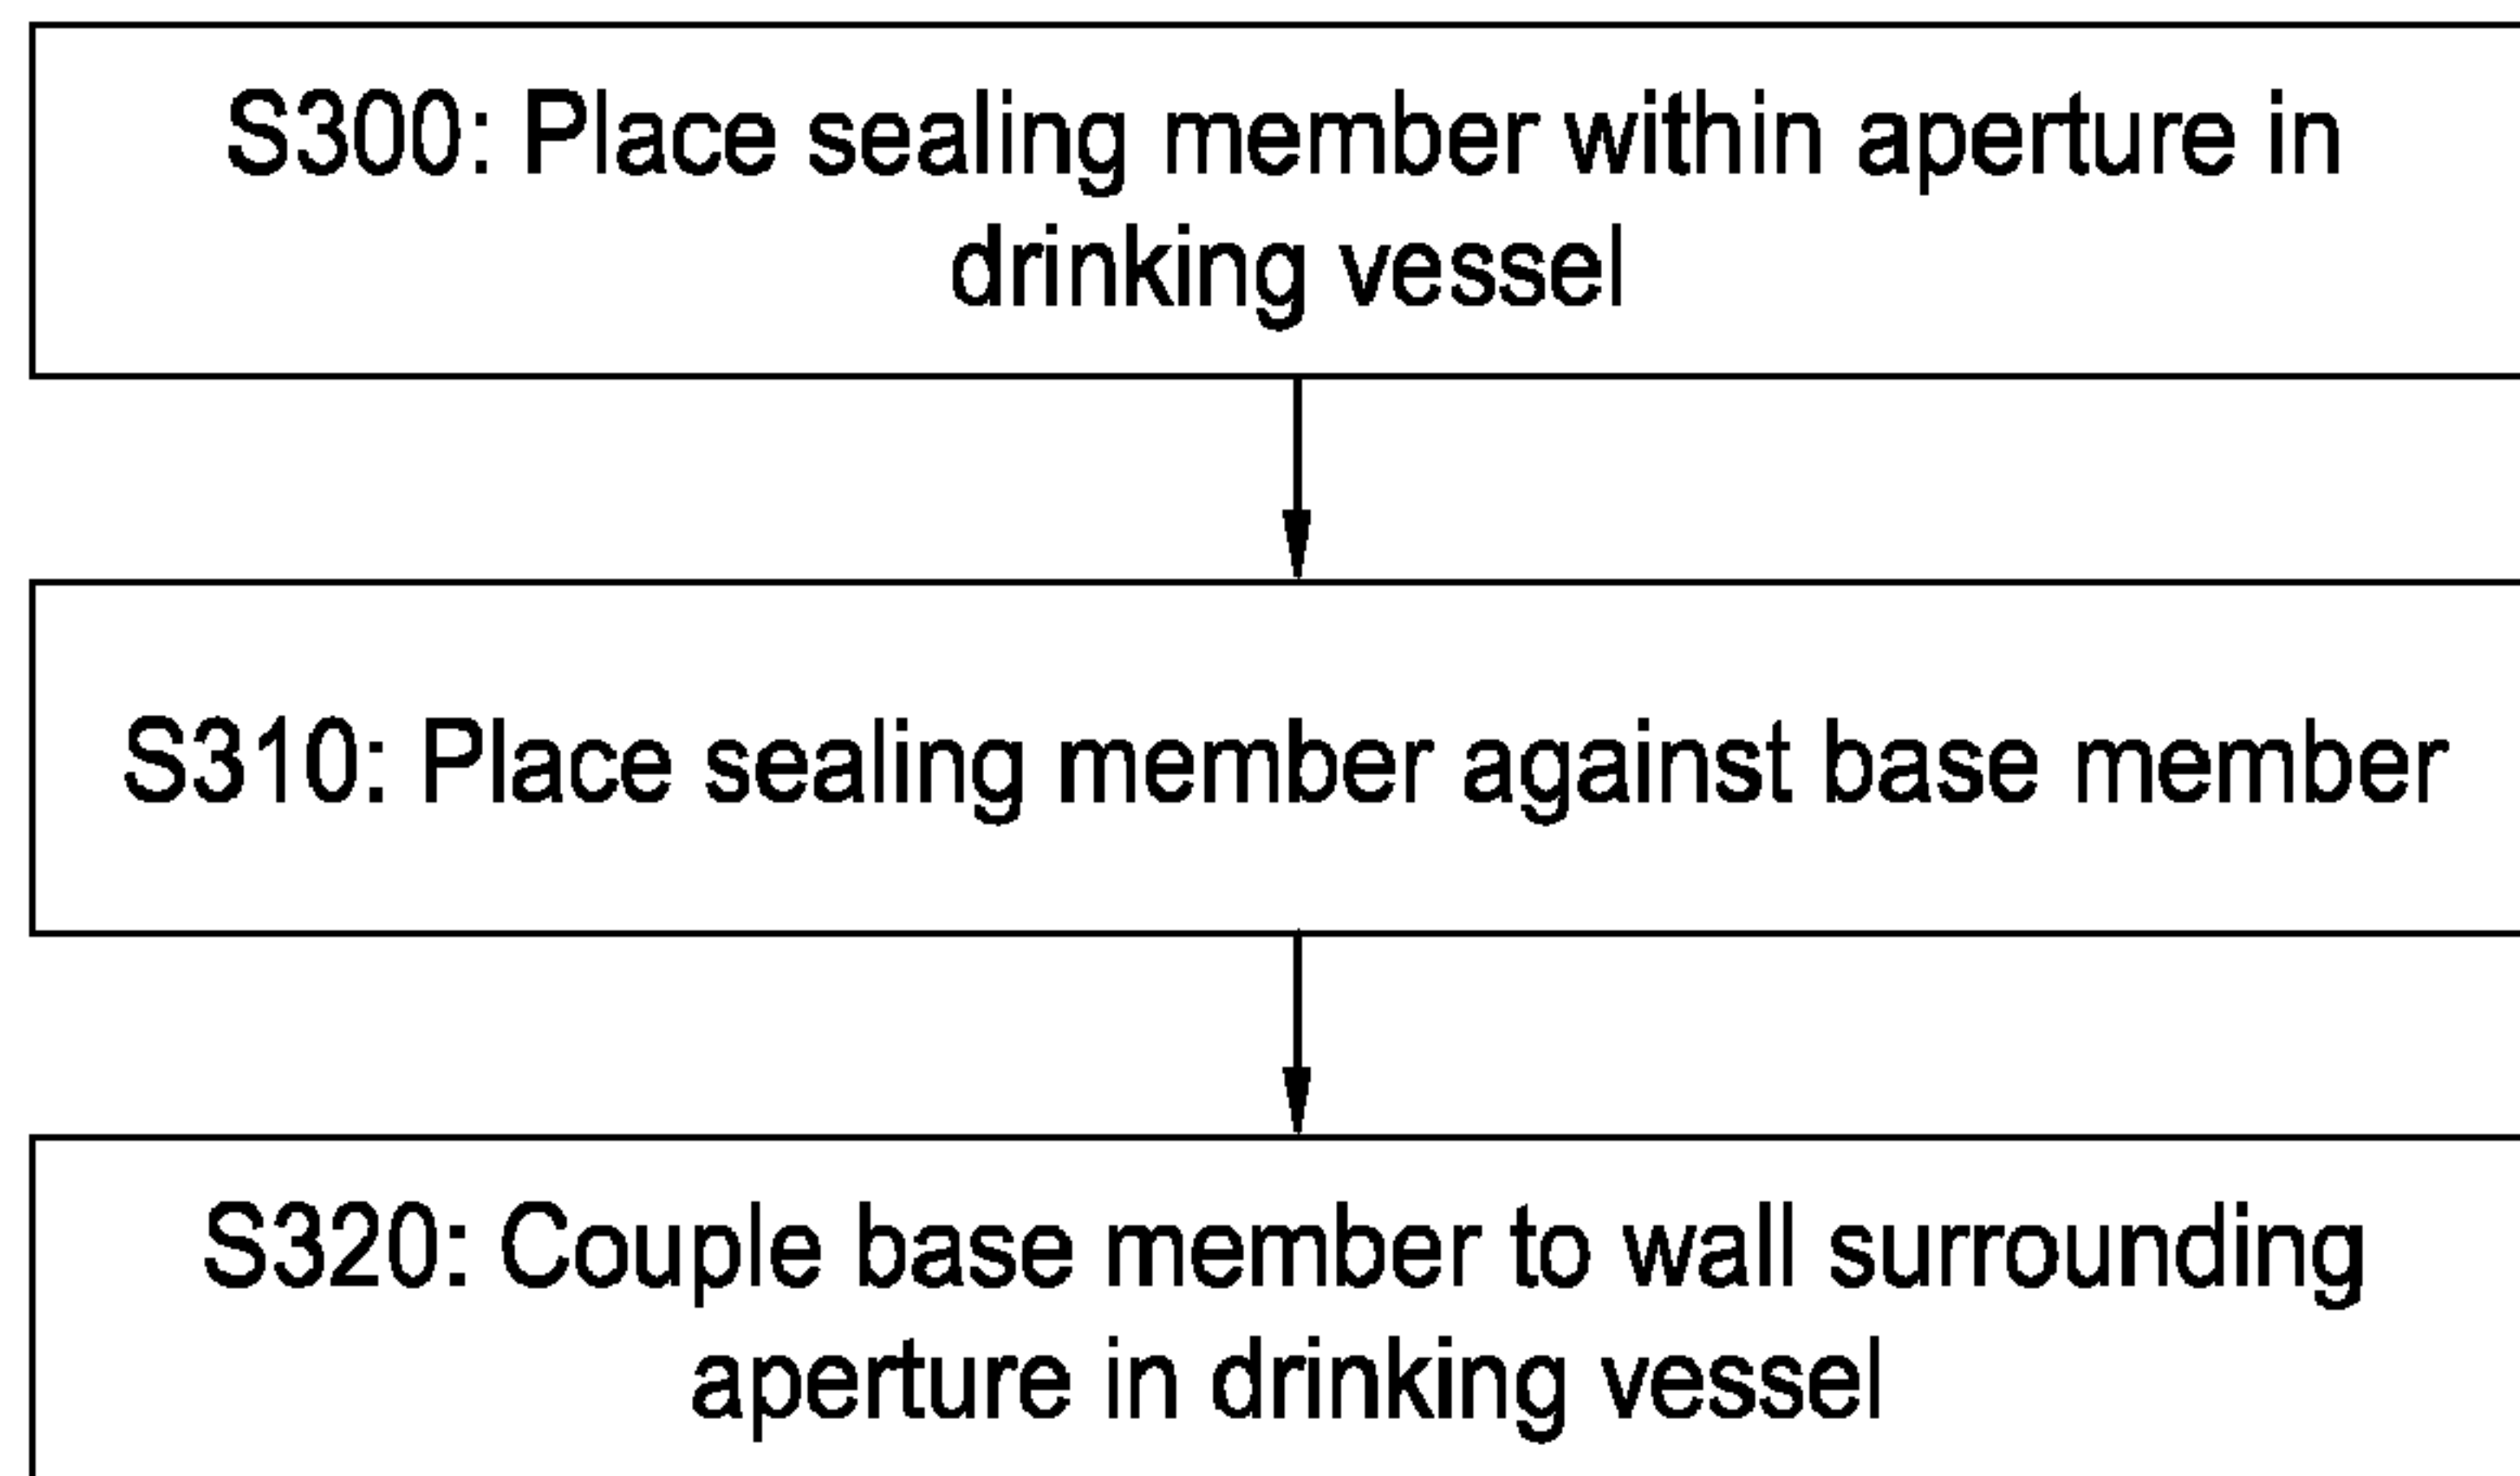 S300: Place sealing member within aperture in
drinking vessel
S310: Place sealing member against base member
S320: Couple base member to wall surrounding
aperture in drinking vessel